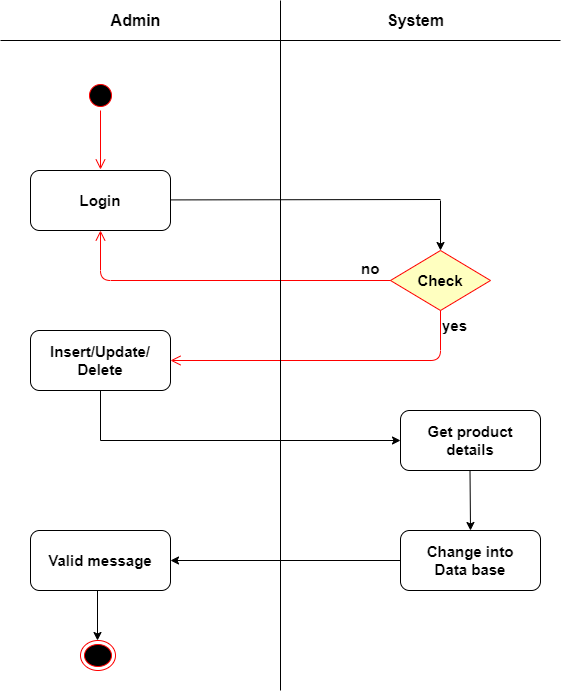 Admin
System
Login
no
Check
yes
Insert/Update/
Delete
Get product
details
Valid message
Change into
Data base